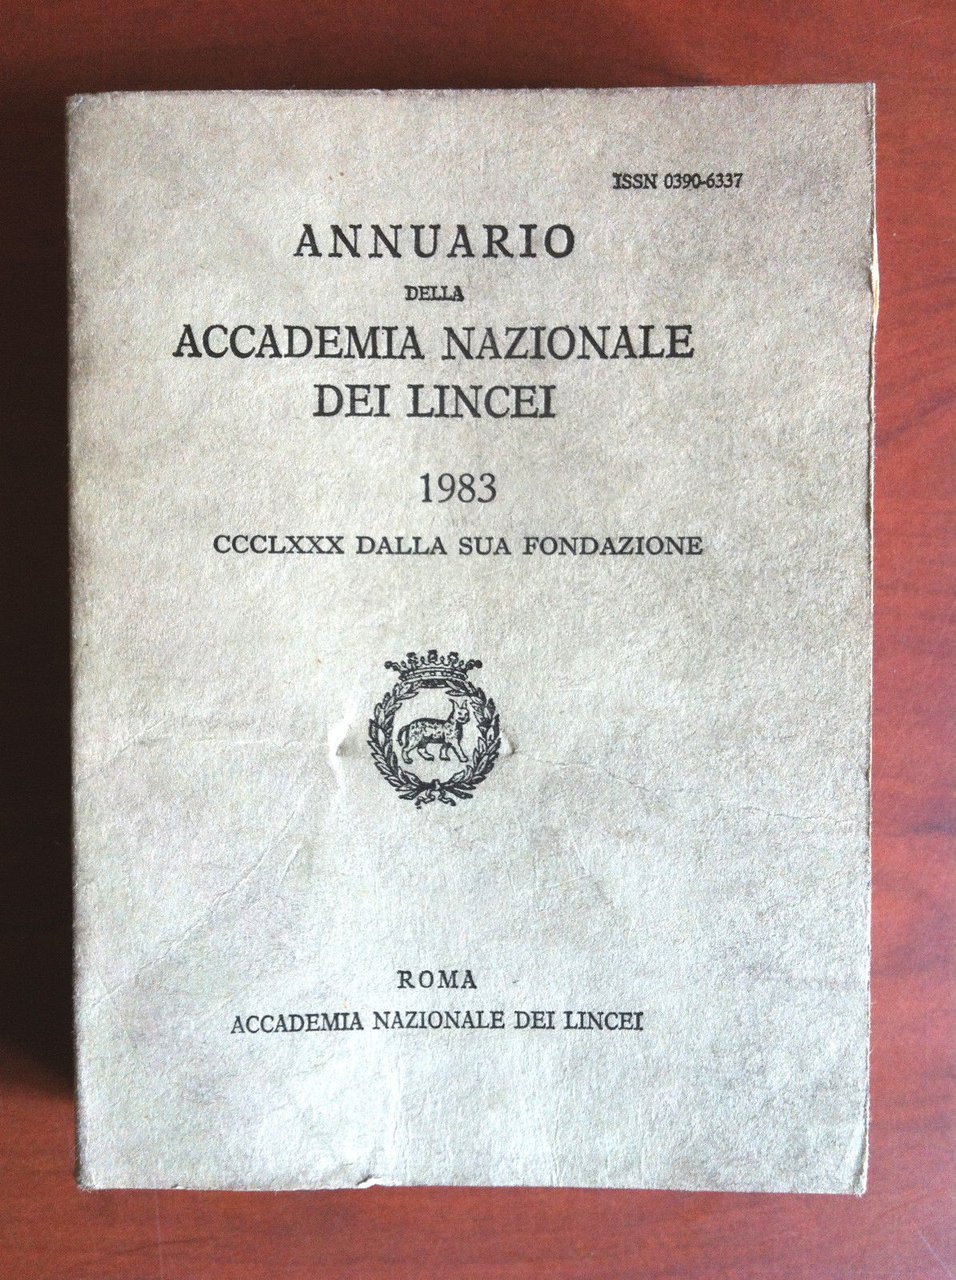 ISSN 0390-6337
ANNUARIO
DELLA
ACCADEMIA NAZIONALE
DEI LINCEI
1983
CCCLXXX DALLA SUA FONDAZIONE
ROMA
ACCADEMIA NAZIONALE DEI LINCEI